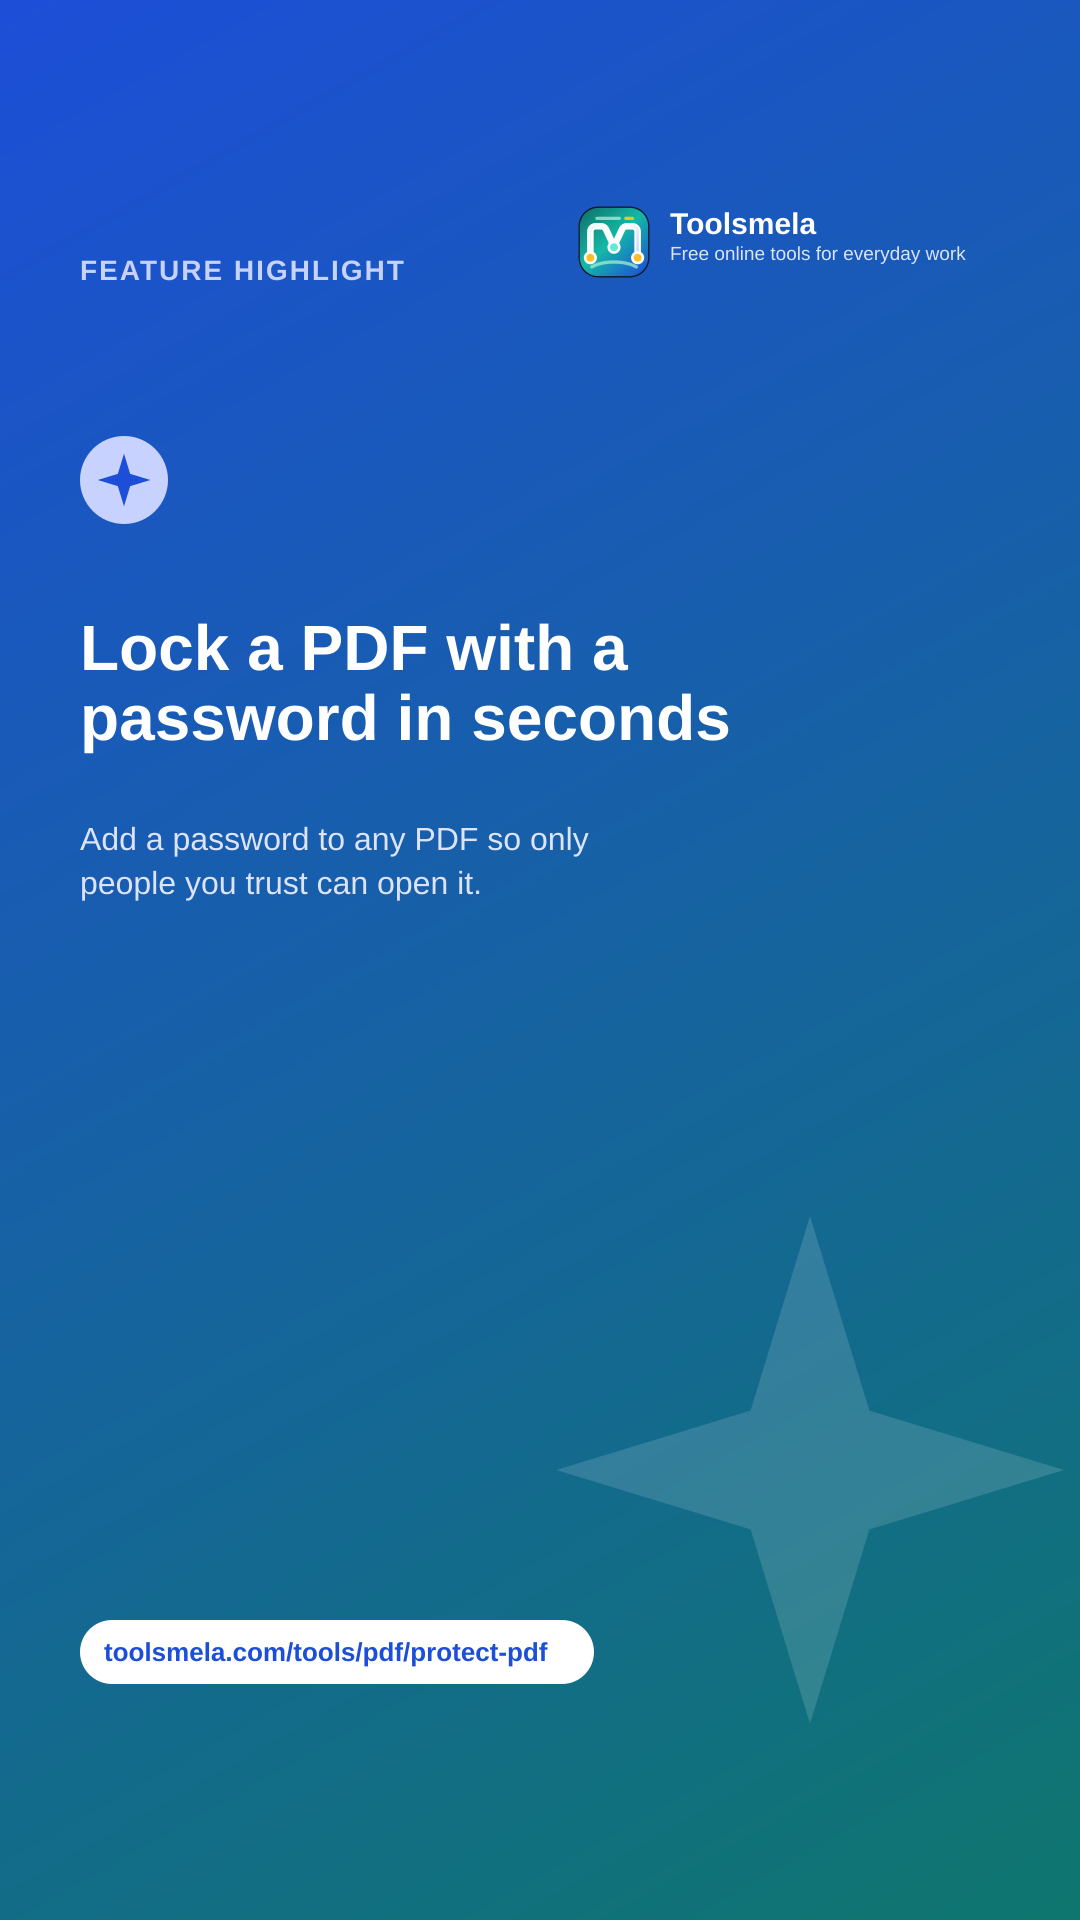 FEATURE HIGHLIGHT
Toolsmela
Free online tools for everyday work
Lock a PDF with a
password in seconds
Add a password to any PDF so only
people you trust can open it.
toolsmela.com/tools/pdf/protect-pdf